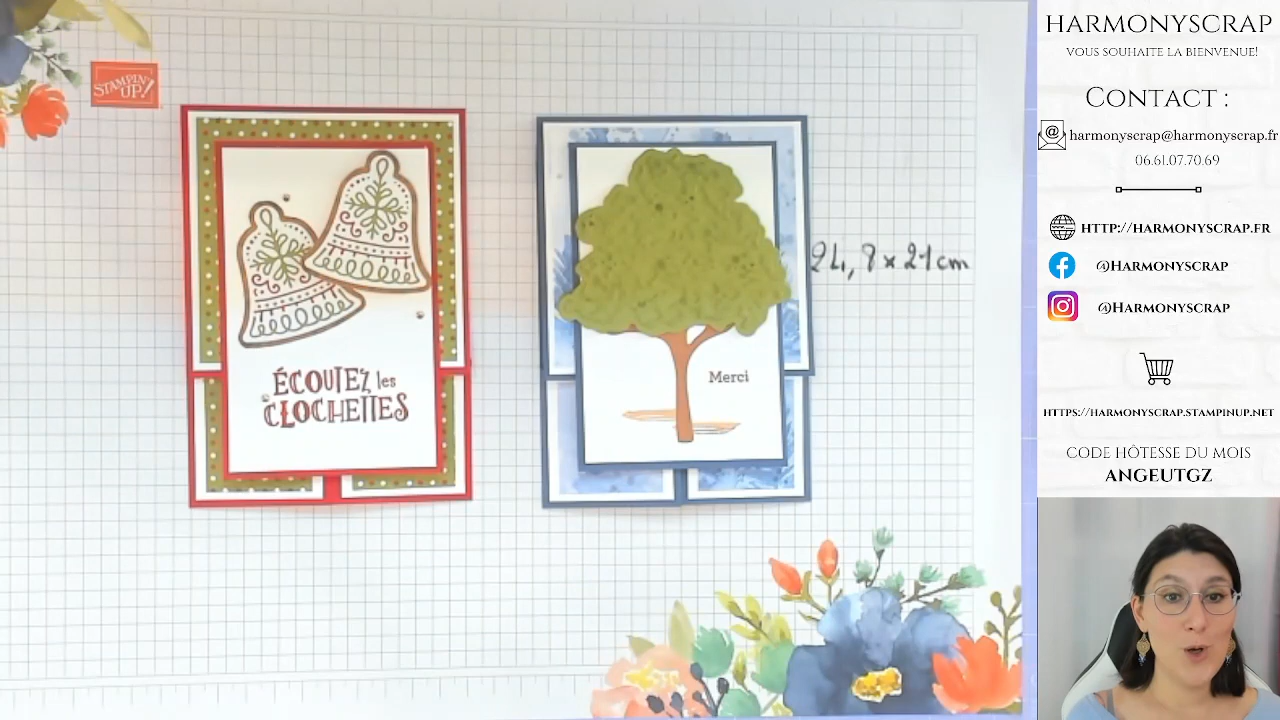 STAMPIN'
UP!
ÉCOUTEZ les
CLOCHETTES
Merci
24,8 x 21 cm
HARMONYSCRAP
VOUS SOUHAITE LA BIENVENUE!
CONTACT :
@
harmonyscrap@harmonyscrap.fr
06.61.07.70.69
HTTP://HARMONYSCRAP.FR
@HARMONYSCRAP
@HARMONYSCRAP
HTTPS://HARMONYSCRAP.STAMPINUP.NET
CODE HÔTESSE DU MOIS
ANGEUTGZ